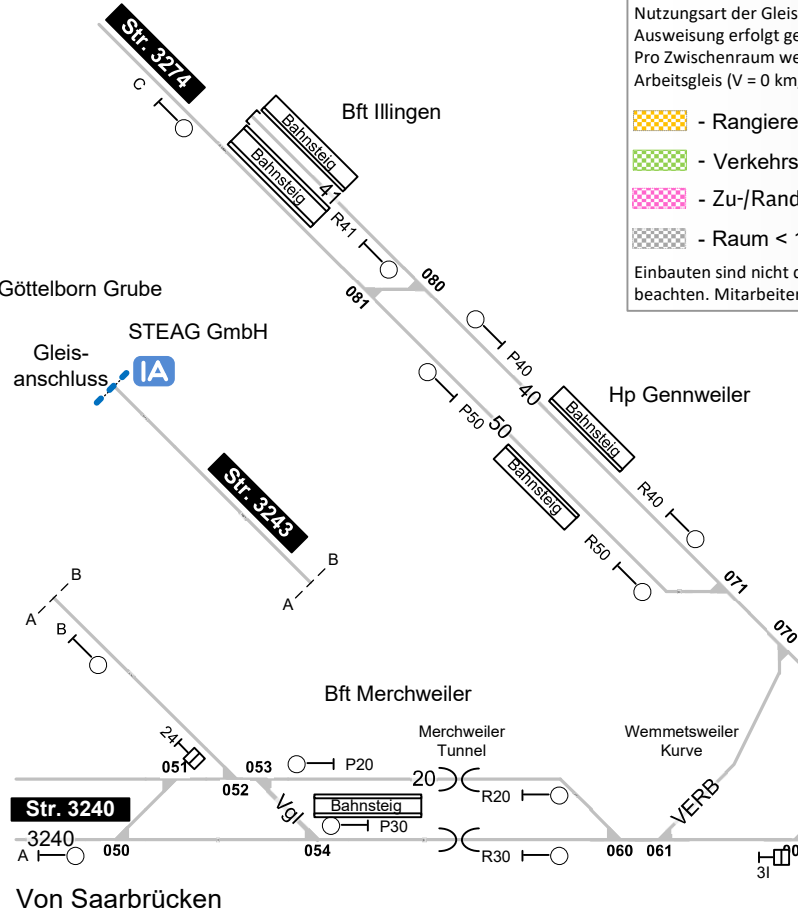 Str. 3274
C
Bft Illingen
Bahnsteig
Bahnsteig
41
R41
080
081
Nutzungsart der Gleis
Ausweisung erfolgt ge
Pro Zwischenraum we
Arbeitsgleis (V = 0 km
- Rangiere
- Verkehrs
- Zu-/Rand
- Raum < 1
Einbauten sind nicht d
beachten. Mitarbeiter
Göttelborn Grube
STEAG GmbH
Gleis-
anschluss
IA
P40
40
P50
50
Hp Gennweiler
Bahnsteig
Bahnsteig
R40
R50
071
070
Str. 3243
B
A
B
A
B
24I
051
053
052
Bft Merchweiler
P20
Merchweiler
Tunnel
20
R20
Wemmetsweiler
Kurve
VERB
Str. 3240
3240
A
050
Vgl
Bahnsteig
P30
054
R30
060
061
3I
Von Saarbrücken